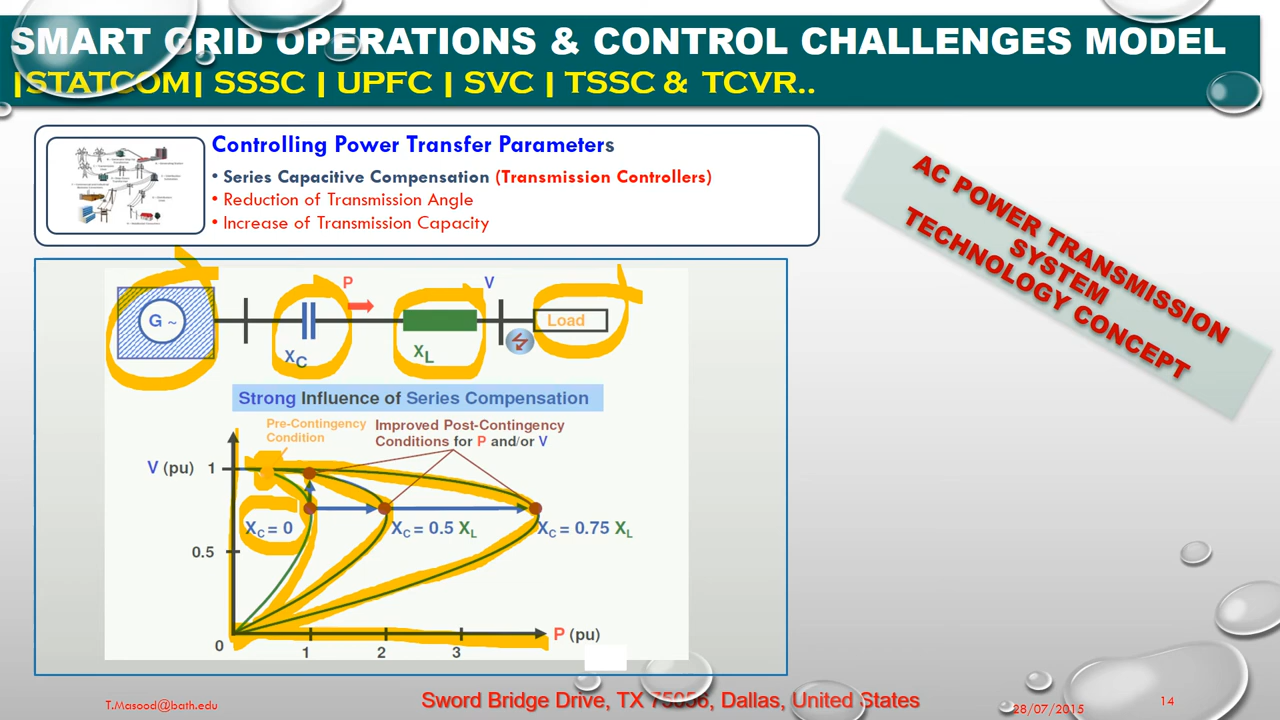 SMART GRID OPERATIONS & CONTROL CHALLENGES MODEL
|STATCOM| SSSC | UPFC | SVC | TSSC & TCVR..
Controlling Power Transfer Parameters
• Series Capacitive Compensation (Transmission Controllers)
• Reduction of Transmission Angle
• Increase of Transmission Capacity
AC POWER TRANSMISSION
SYSTEM
TECHNOLOGY CONCEPT
P
V
G ~
Load
XC
XL
Strong Influence of Series Compensation
Pre-Contingency
Condition
Improved Post-Contingency
Conditions for P and/or V
V (pu)
1
XC = 0
XC = 0.5 XL
XC = 0.75 XL
0.5
0
1
2
3
P (pu)
T.Masood@bath.edu
Sword Bridge Drive, TX 75056, Dallas, United States
28/07/2015
14